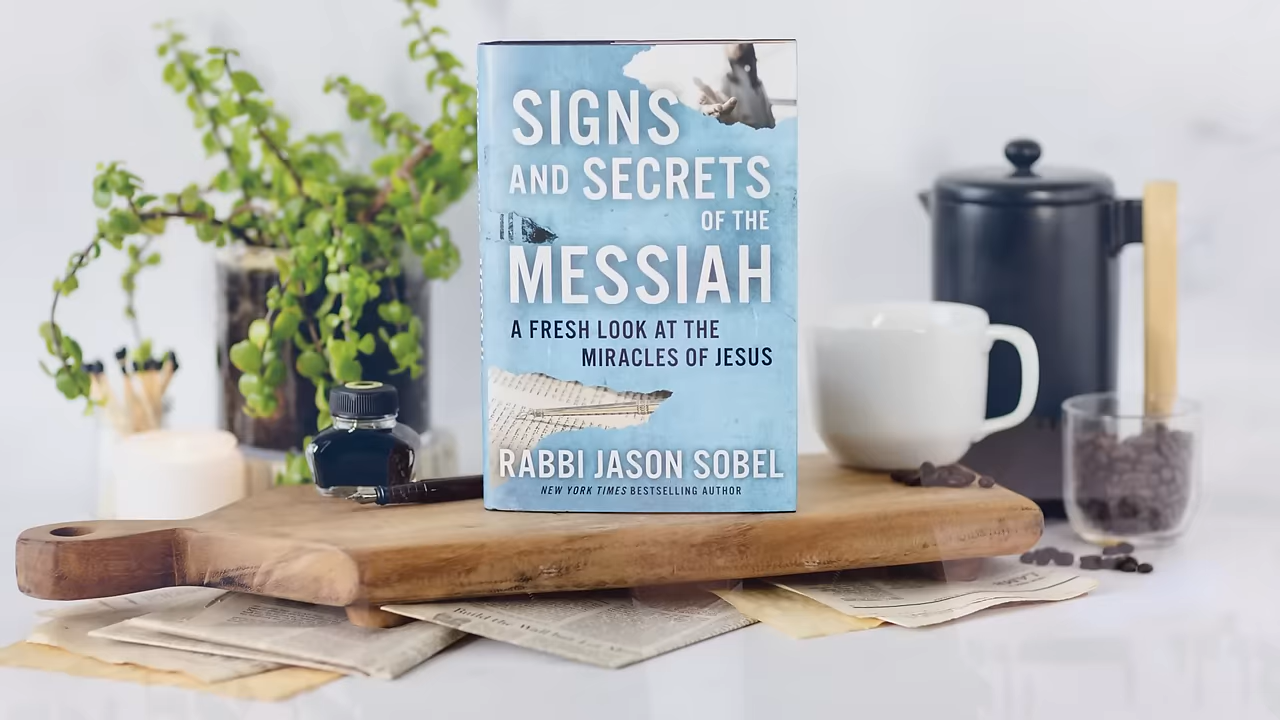 SIGNS
AND SECRETS
OF THE
MESSIAH
A FRESH LOOK AT THE
MIRACLES OF JESUS
RABBI JASON SOBEL
NEW YORK TIMES BESTSELLING AUTHOR